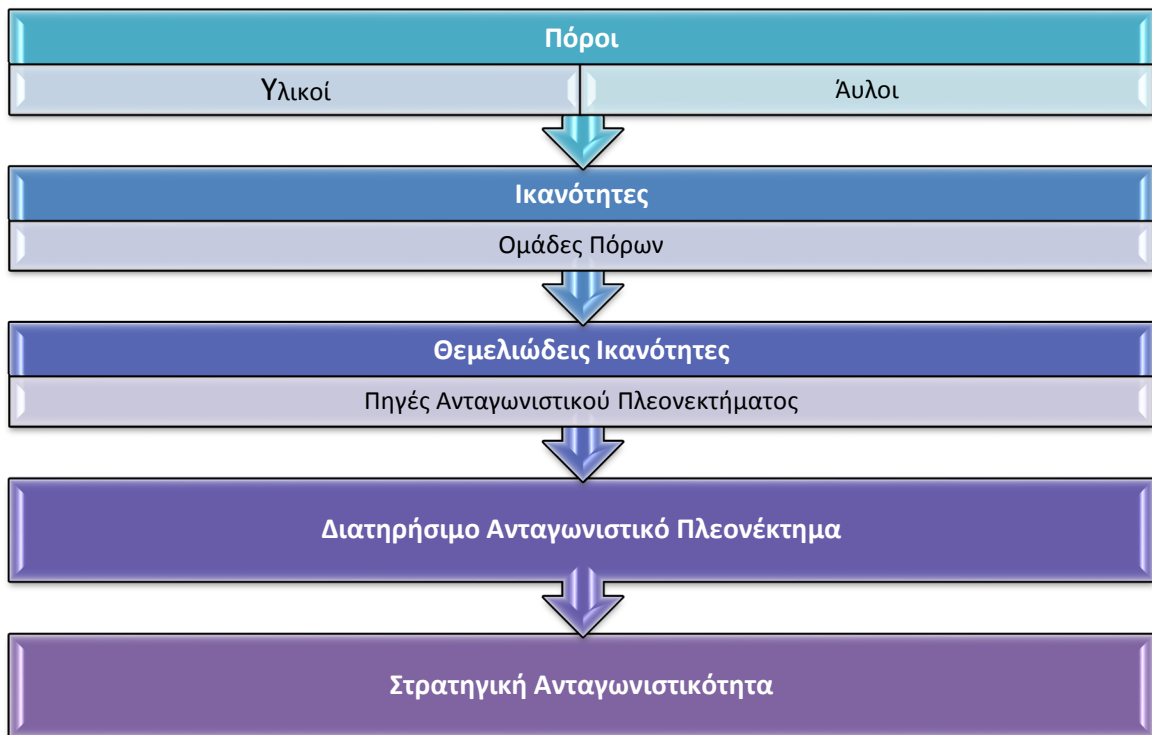 Πόροι
Υλικοί Άυλοι
Ικανότητες
Ομάδες Πόρων
Θεμελιώδεις Ικανότητες
Πηγές Ανταγωνιστικού Πλεονεκτήματος
Διατηρήσιμο Ανταγωνιστικό Πλεονέκτημα
Στρατηγική Ανταγωνιστικότητα